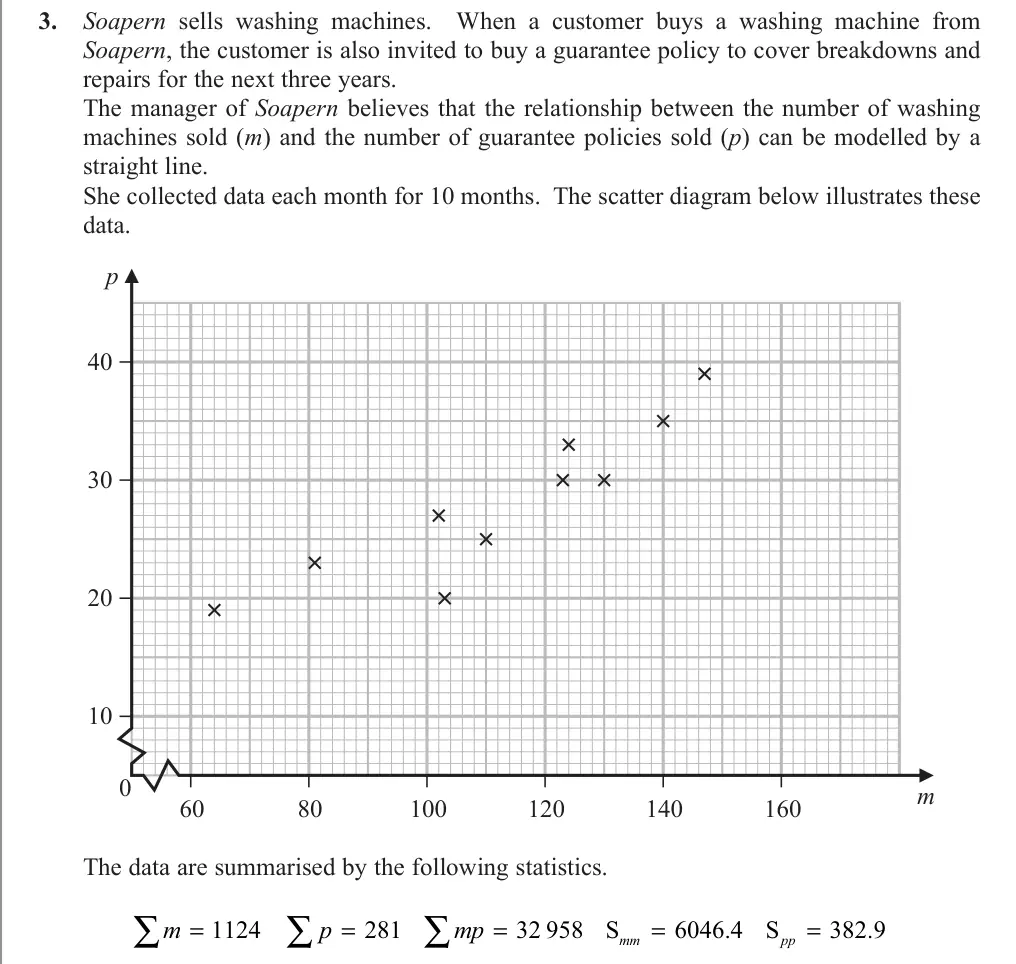 3. Soapern sells washing machines. When a customer buys a washing machine from
Soapern, the customer is also invited to buy a guarantee policy to cover breakdowns and
repairs for the next three years.
The manager of Soapern believes that the relationship between the number of washing
machines sold (m) and the number of guarantee policies sold (p) can be modelled by a
straight line.
She collected data each month for 10 months. The scatter diagram below illustrates these
data.
p
40
30
20
10
0
60 80 100 120 140 160
m
The data are summarised by the following statistics.
∑m = 1124 ∑p = 281 ∑mp = 32 958 Sₘₘ = 6046.4 Sₚₚ = 382.9